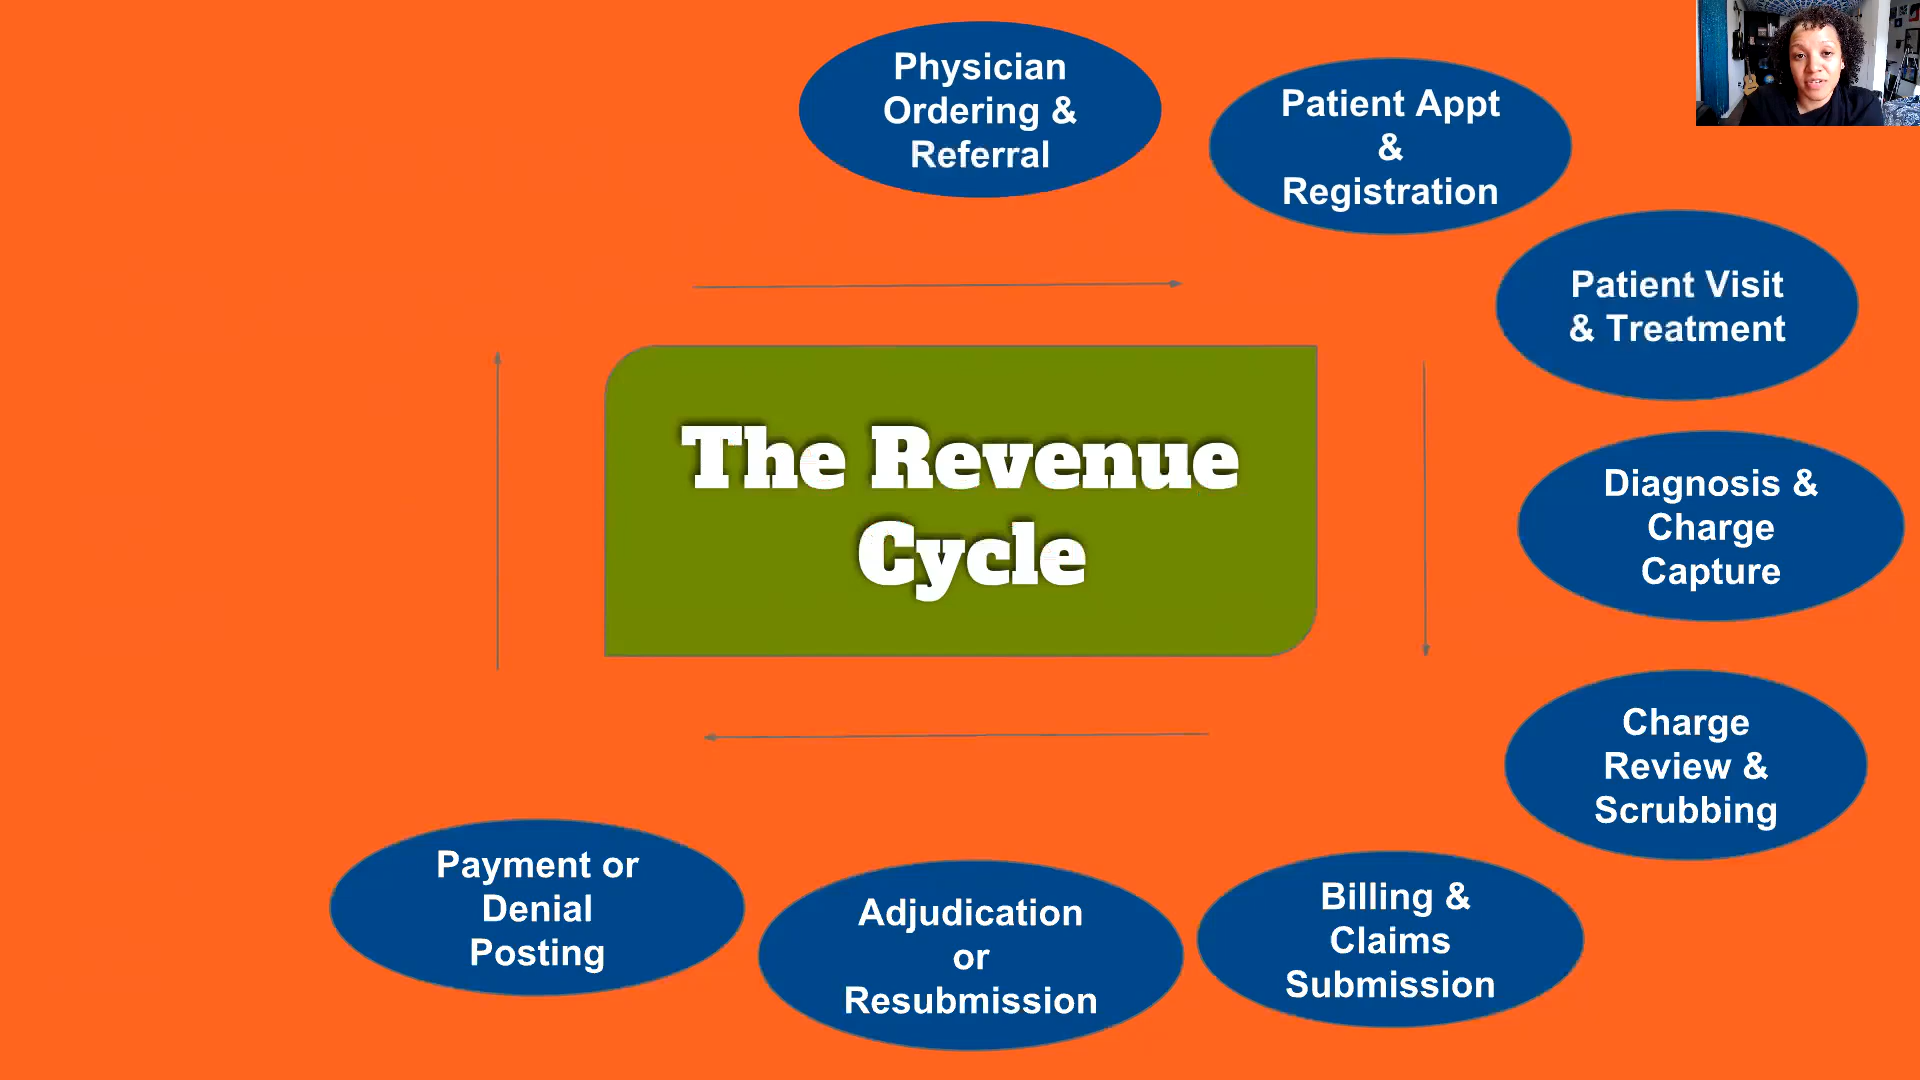 Physician
Ordering &
Referral
Patient Appt
&
Registration
Patient Visit
& Treatment
The Revenue
Cycle
Diagnosis &
Charge
Capture
Charge
Review &
Scrubbing
Billing &
Claims
Submission
Adjudication
or
Resubmission
Payment or
Denial
Posting